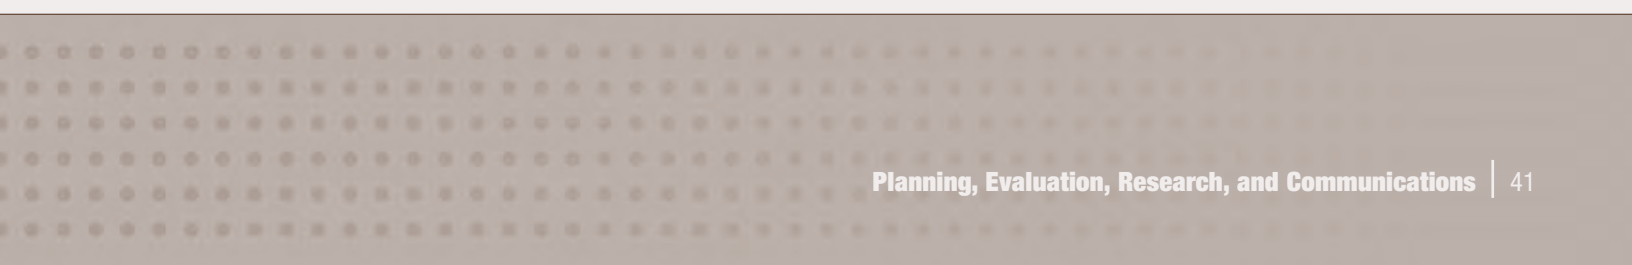 Planning, Evaluation, Research, and Communications | 41